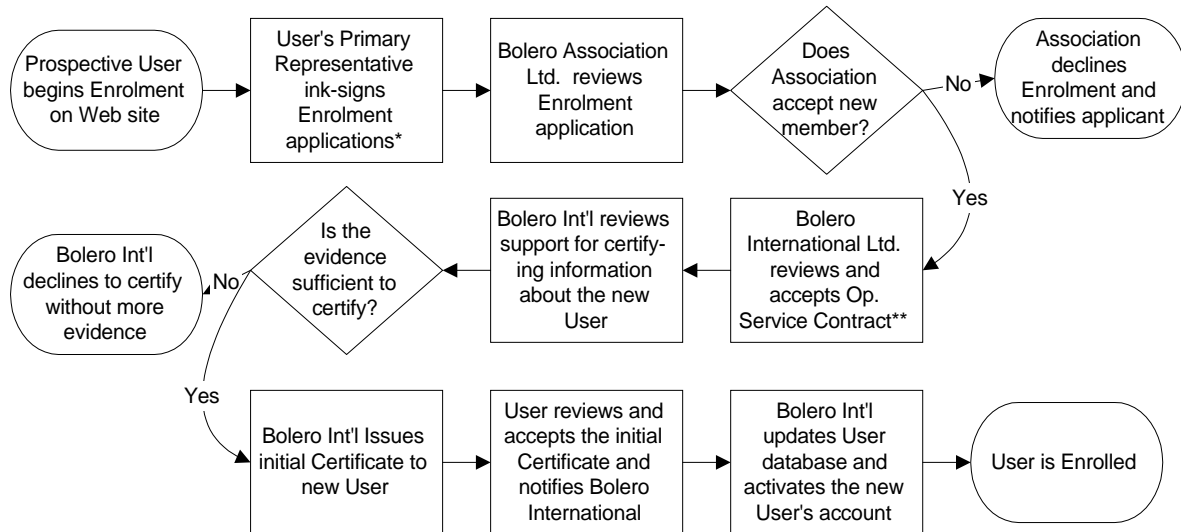 Prospective User
begins Enrolment
on Web site
User's Primary
Representative
ink-signs
Enrolment
applications*
Bolero Association
Ltd. reviews
Enrolment
application
Does
Association
accept new
member?
No
Association
declines
Enrolment and
notifies applicant
Yes
Bolero
International Ltd.
reviews and
accepts Op.
Service Contract**
Bolero Int'l reviews
support for certify-
ing information
about the new
User
Is the
evidence
sufficient to
certify?
No
Bolero Int'l
declines to certify
without more
evidence
Yes
Bolero Int'l Issues
initial Certificate to
new User
User reviews and
accepts the initial
Certificate and
notifies Bolero
International
Bolero Int'l
updates User
database and
activates the new
User's account
User is Enrolled